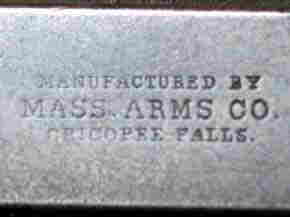 MANUFACTURED BY
MASS. ARMS CO.
CHICOPEE FALLS.